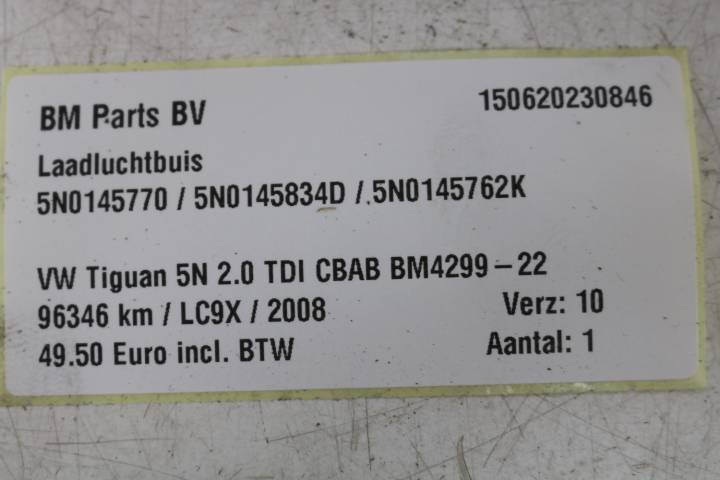 BM Parts BV 150620230846
Laadluchtbuis
5N0145770 / 5N0145834D / 5N0145762K
VW Tiguan 5N 2.0 TDI CBAB BM4299-22
96346 km / LC9X / 2008 Verz: 10
49.50 Euro incl. BTW Aantal: 1